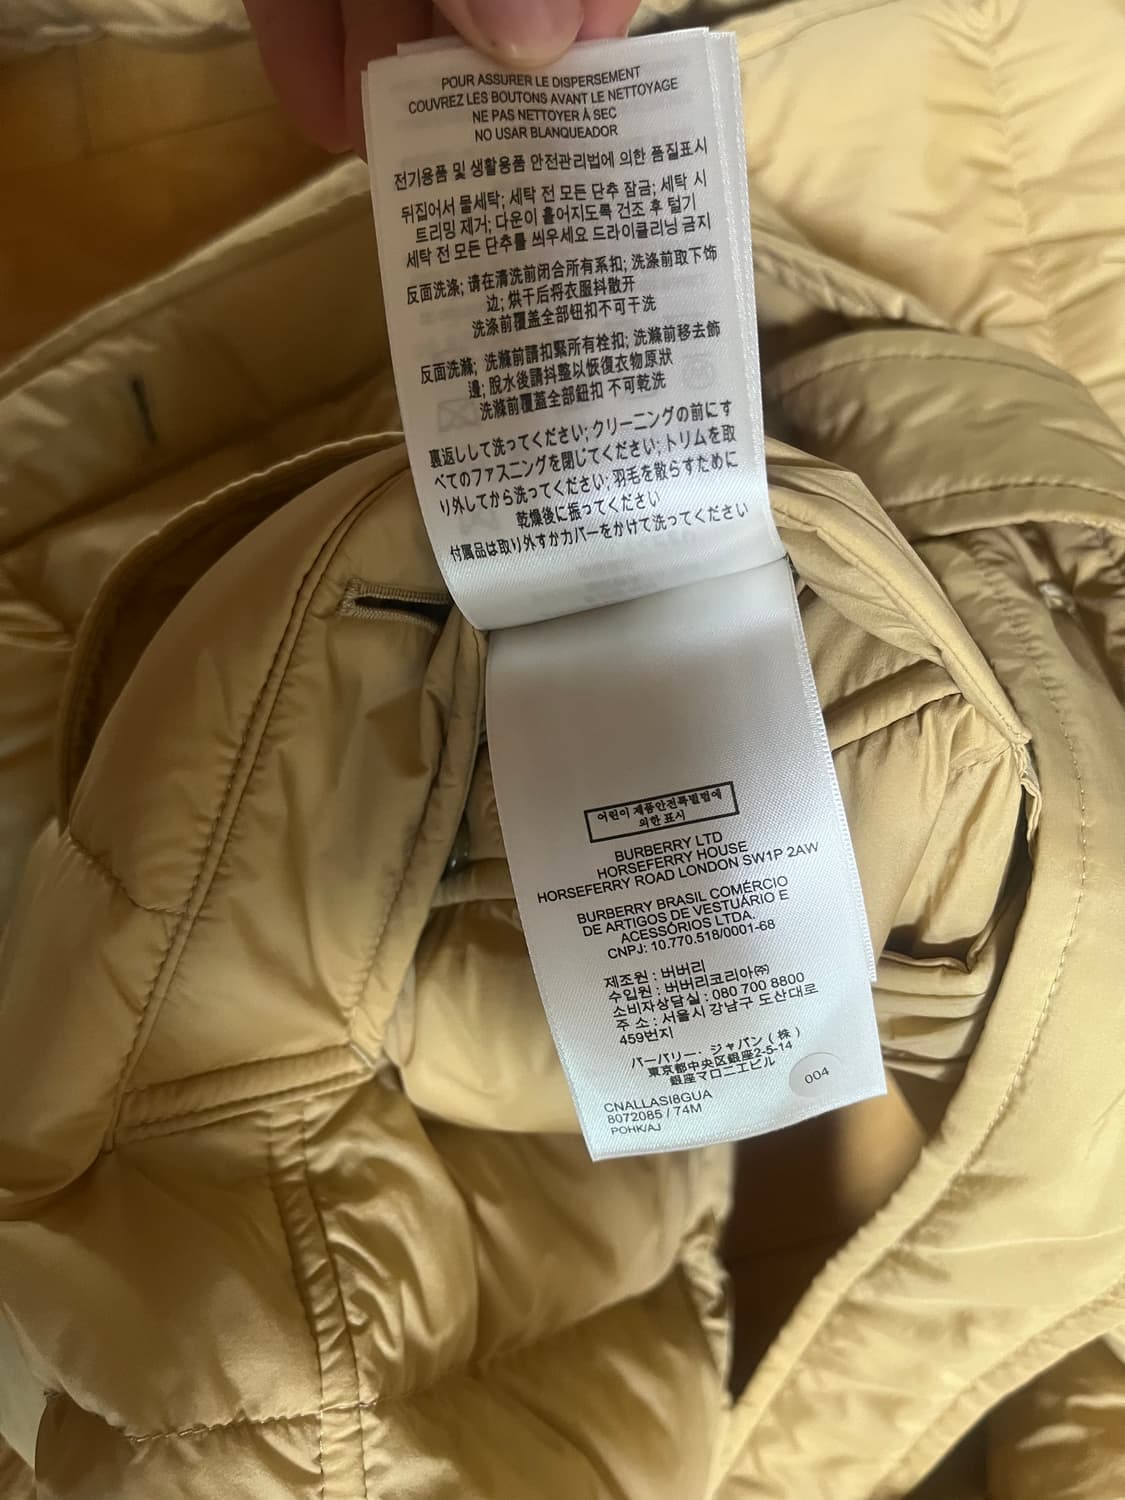 POUR ASSURER LE DISPERSEMENT
COUVREZ LES BOUTONS AVANT LE NETTOYAGE
NE PAS NETTOYER À SEC
NO USAR BLANQUEADOR
전기용품 및 생활용품 안전관리법에 의한 품질표시
뒤집어서 물세탁; 세탁 전 모든 단추 잠금; 세탁 시
트리밍 제거; 다운이 흩어지도록 건조 후 털기
세탁 전 모든 단추를 씌우세요 드라이클리닝 금지
反面洗涤; 请在清洗前闭合所有系扣; 洗涤前取下饰
边; 烘干后将衣服抖散开
洗涤前覆盖全部钮扣不可干洗
反面洗滌; 洗滌前請扣緊所有栓扣; 洗滌前移去飾
邊; 脫水後請抖整以恢復衣物原狀
洗滌前覆蓋全部鈕扣 不可乾洗
裏返しして洗ってください; クリーニングの前にす
べてのファスニングを閉じてください; トリムを取
り外してから洗ってください; 羽毛を散らすために
乾燥後に振ってください
付属品は取り外すかカバーをかけて洗ってください
어린이 제품안전특별법에
의한 표시
BURBERRY LTD
HORSEFERRY HOUSE
HORSEFERRY ROAD LONDON SW1P 2AW
BURBERRY BRASIL COMÉRCIO
DE ARTIGOS DE VESTUÁRIO E
ACESSÓRIOS LTDA.
CNPJ: 10.770.518/0001-68
제조원 : 버버리
수입원 : 버버리코리아㈜
소비자상담실 : 080 700 8800
주 소 : 서울시 강남구 도산대로
459번지
バーバリー・ジャパン（株）
東京都中央区銀座2-5-14
銀座マロニエビル
004
CNALLASI8GUA
8072085 / 74M
POHK/AJ